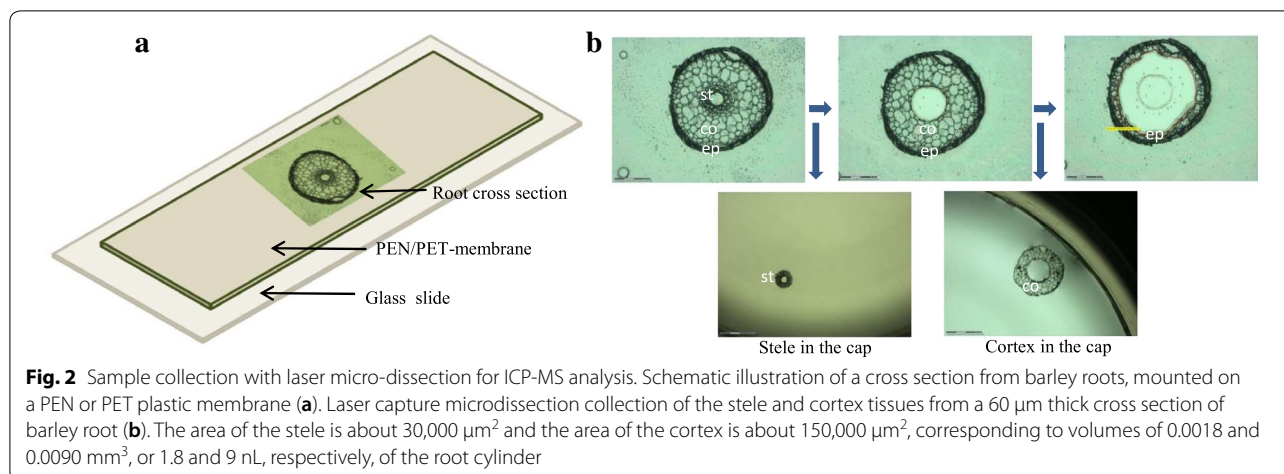 a
Root cross section
PEN/PET-membrane
Glass slide
b
st
co
ep
co
ep
ep
st
co
Stele in the cap
Cortex in the cap
Fig. 2 Sample collection with laser micro-dissection for ICP-MS analysis. Schematic illustration of a cross section from barley roots, mounted on
a PEN or PET plastic membrane (a). Laser capture microdissection collection of the stele and cortex tissues from a 60 µm thick cross section of
barley root (b). The area of the stele is about 30,000 µm² and the area of the cortex is about 150,000 µm², corresponding to volumes of 0.0018 and
0.0090 mm³, or 1.8 and 9 nL, respectively, of the root cylinder